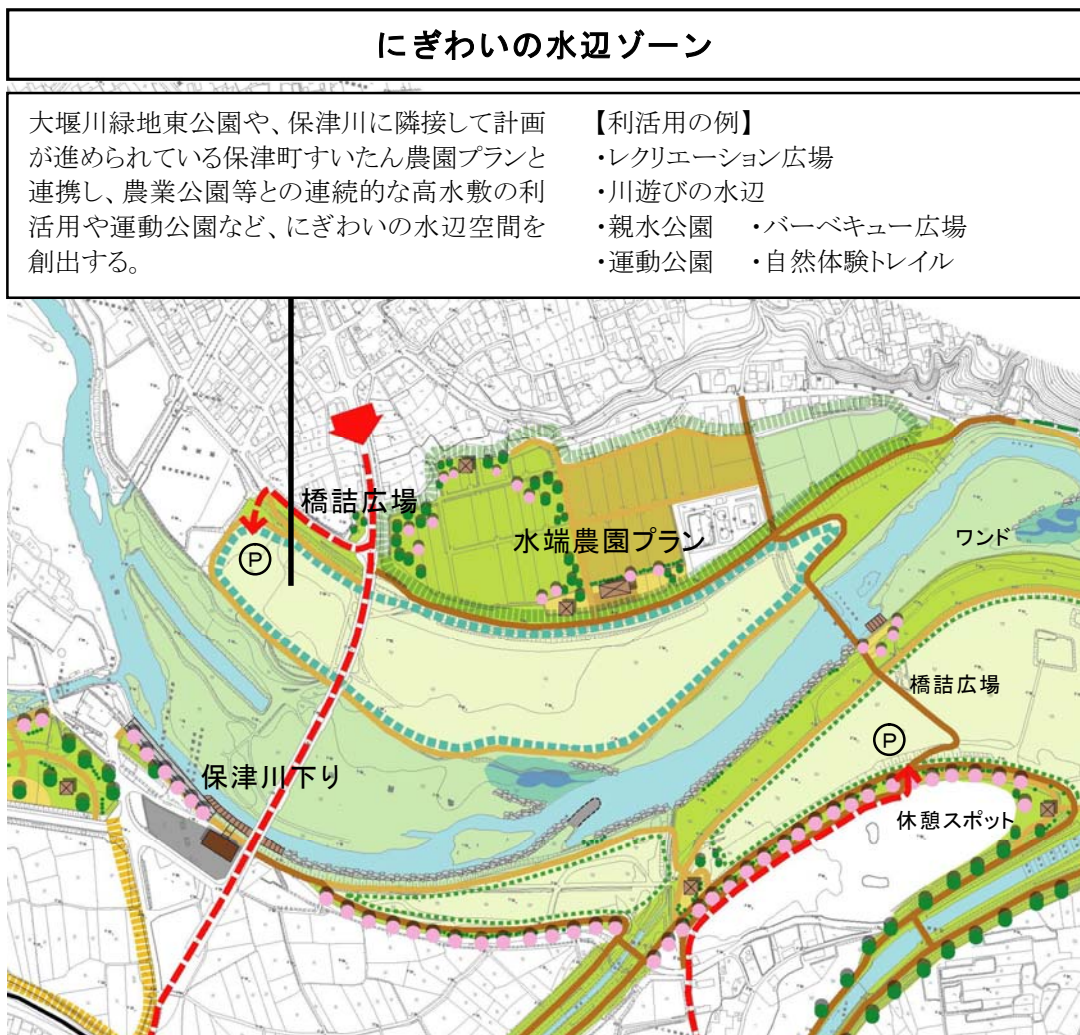 にぎわいの水辺ゾーン
大堰川緑地東公園や、保津川に隣接して計画
が進められている保津町すいたん農園プランと
連携し、農業公園等との連続的な高水敷の利
活用や運動公園など、にぎわいの水辺空間を
創出する。
【利活用の例】
・レクリエーション広場
・川遊びの水辺
・親水公園　・バーベキュー広場
・運動公園　・自然体験トレイル
橋詰広場
水端農園プラン
ワンド
P
橋詰広場
P
保津川下り
休憩スポット